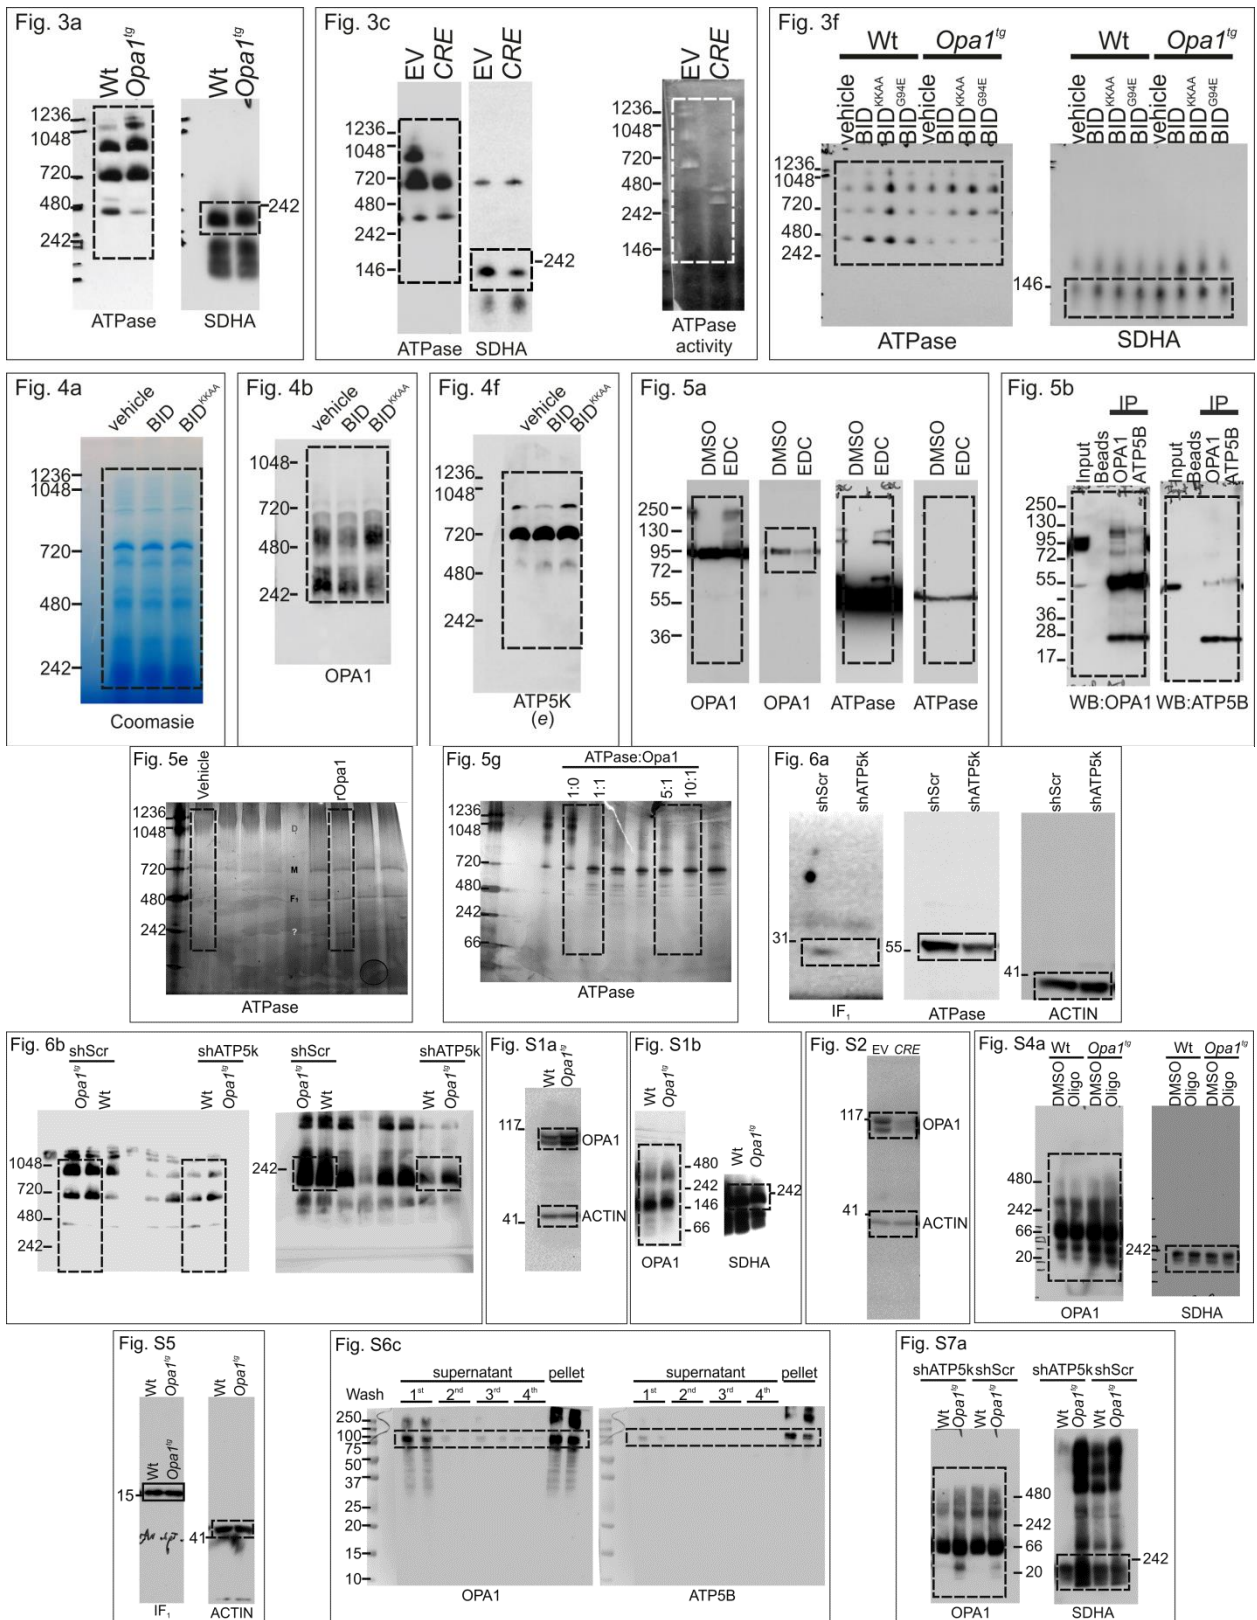 Fig. 3a
Wt
Opa1tg
Wt
Opa1tg
1236
1048
720
480
242
242
ATPase
SDHA
Fig. 3c
EV
CRE
EV
CRE
EV
CRE
1236
1048
720
480
242
146
242
1236
1048
720
480
242
146
ATPase
SDHA
ATPase
activity
Fig. 3f
Wt
Opa1tg
Wt
Opa1tg
vehicle
BID
BIDKKAA
BIDG94E
vehicle
BID
BIDKKAA
BIDG94E
vehicle
BID
BIDKKAA
BIDG94E
vehicle
BID
BIDKKAA
BIDG94E
1236
1048
720
480
242
146
ATPase
SDHA
Fig. 4a
vehicle
BID
BIDKKAA
1236
1048
720
480
242
Coomasie
Fig. 4b
vehicle
BID
BIDKKAA
1048
720
480
242
OPA1
Fig. 4f
vehicle
BID
BIDKKAA
1236
1048
720
480
242
ATP5K
(e)
Fig. 5a
DMSO
EDC
DMSO
EDC
DMSO
EDC
DMSO
EDC
250
130
95
72
55
36
OPA1
OPA1
ATPase
ATPase
Fig. 5b
IP
IP
Input
Beads
OPA1
ATP5B
Input
Beads
OPA1
ATP5B
250
130
95
72
55
36
28
17
WB:OPA1
WB:ATP5B
Fig. 5e
Vehicle
rOpa1
1236
1048
720
480
242
D
M
F1
?
ATPase
Fig. 5g
ATPase:Opa1
1:0
1:1
5:1
10:1
1236
1048
720
480
242
66
ATPase
Fig. 6a
shScr
shATP5k
shScr
shATP5k
shScr
shATP5k
31
55
41
IF1
ATPase
ACTIN
Fig. 6b
shScr
shATP5k
shScr
shATP5k
Opa1tg
Wt
Wt
Opa1tg
Opa1tg
Wt
Wt
Opa1tg
1048
720
480
242
242
Fig. S1a
Wt
Opa1tg
117
OPA1
41
ACTIN
Fig. S1b
Wt
Opa1tg
Wt
Opa1tg
480
242
146
66
242
OPA1
SDHA
Fig. S2
EV CRE
117
OPA1
41
ACTIN
Fig. S4a
Wt
Opa1tg
Wt
Opa1tg
DMSO
Oligo
DMSO
Oligo
DMSO
Oligo
DMSO
Oligo
480
242
66
20
242
OPA1
SDHA
Fig. S5
Wt
Opa1tg
Wt
Opa1tg
15
41
IF1
ACTIN
Fig. S6c
supernatant
pellet
supernatant
pellet
Wash
1st
2nd
3rd
4th
1st
2nd
3rd
4th
250
100
75
50
37
25
20
15
10
OPA1
ATP5B
Fig. S7a
shATP5k shScr
shATP5k shScr
Wt
Opa1tg
Wt
Opa1tg
Wt
Opa1tg
Wt
Opa1tg
480
242
66
20
242
OPA1
SDHA